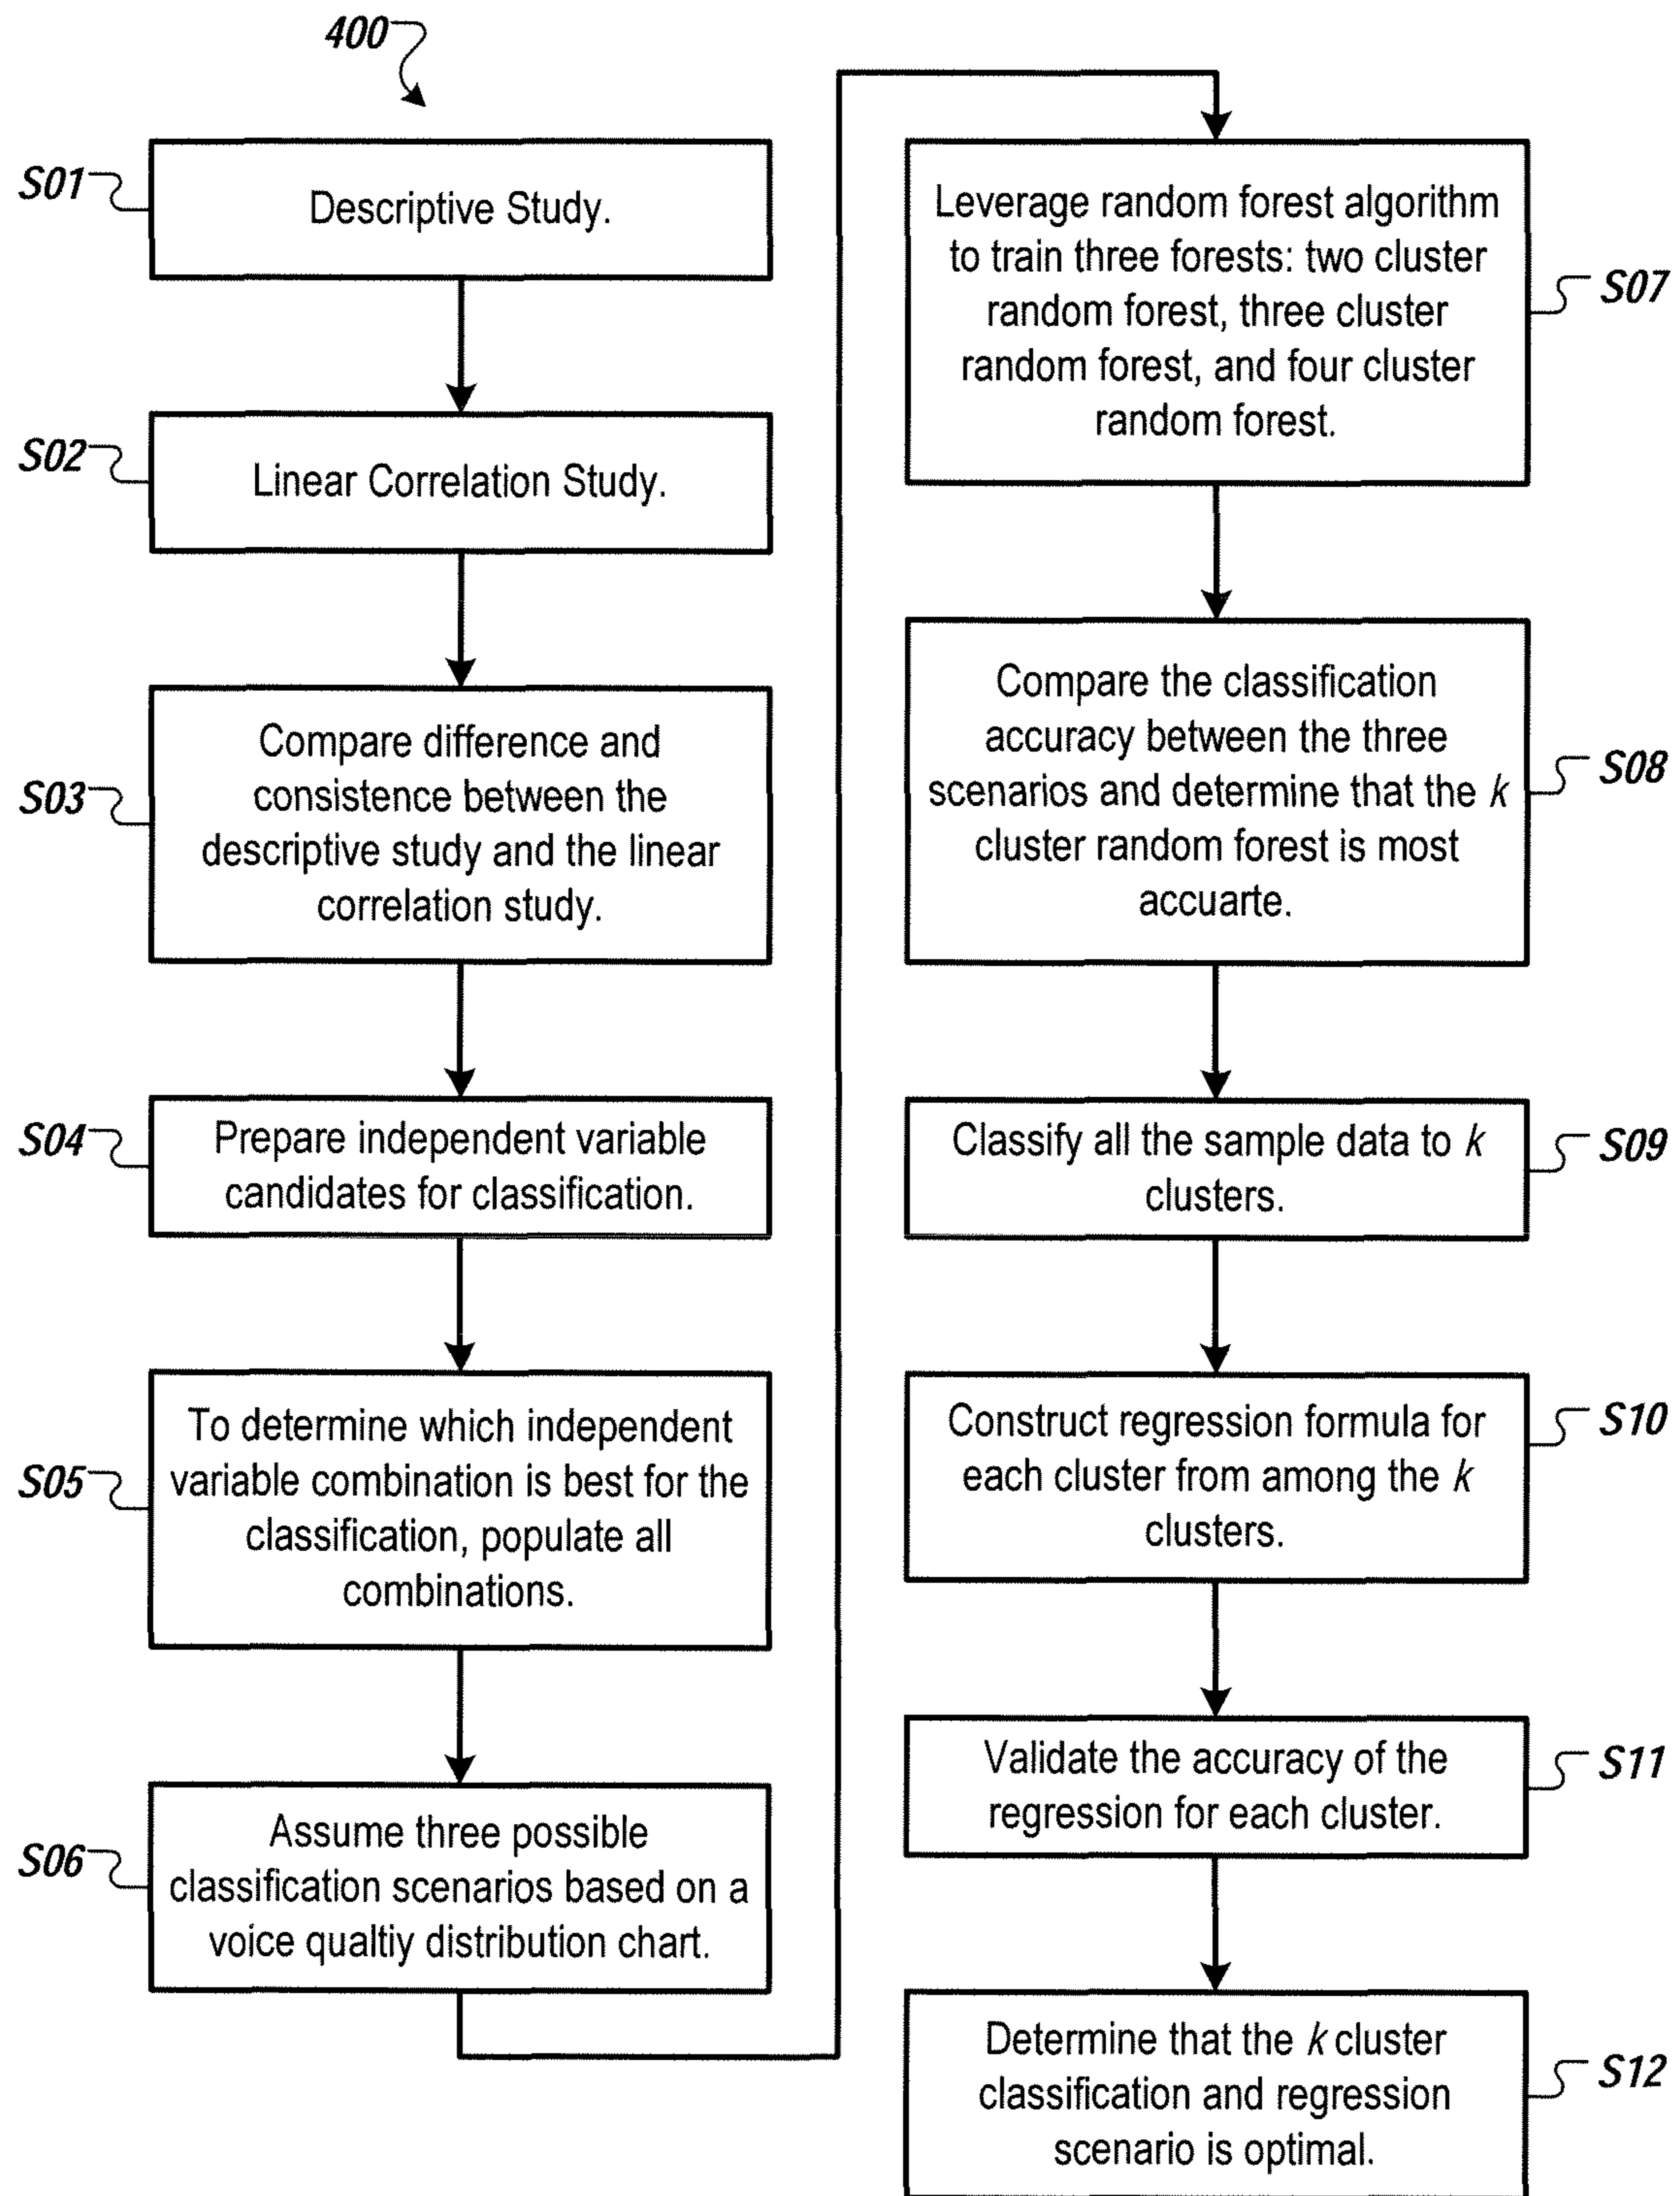 400
S01
Descriptive Study.
S02
Linear Correlation Study.
S03
Compare difference and
consistence between the
descriptive study and the linear
correlation study.
S04
Prepare independent variable
candidates for classification.
S05
To determine which independent
variable combination is best for the
classification, populate all
combinations.
S06
Assume three possible
classification scenarios based on a
voice qualtiy distribution chart.
Leverage random forest algorithm
to train three forests: two cluster
random forest, three cluster
random forest, and four cluster
random forest.
S07
Compare the classification
accuracy between the three
scenarios and determine that the k
cluster random forest is most
accuarte.
S08
Classify all the sample data to k
clusters.
S09
Construct regression formula for
each cluster from among the k
clusters.
S10
Validate the accuracy of the
regression for each cluster.
S11
Determine that the k cluster
classification and regression
scenario is optimal.
S12